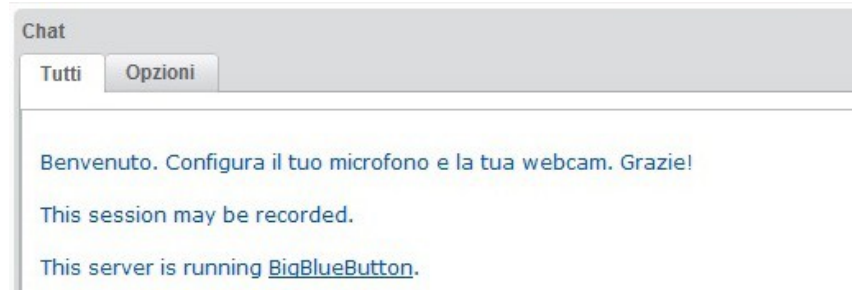 Chat
Tutti Opzioni
Benvenuto. Configura il tuo microfono e la tua webcam. Grazie!
This session may be recorded.
This server is running BigBlueButton.